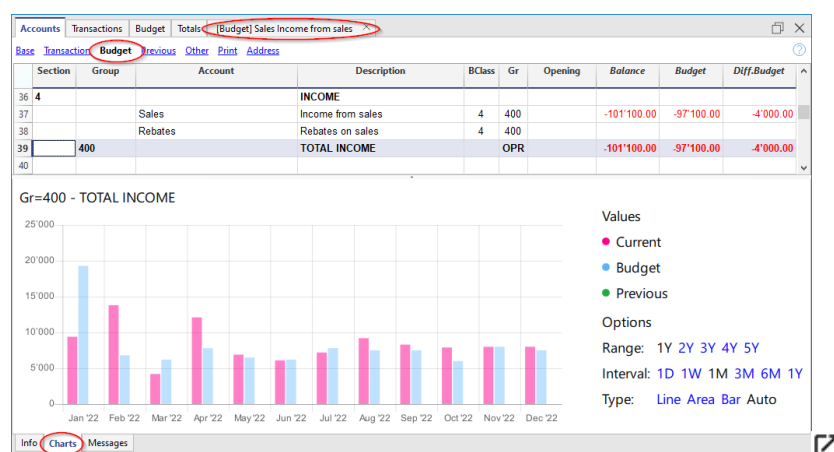 Accounts Transactions Budget Totals [Budget] Sales Income from sales
Base Transaction Budget Previous Other Print Address
Section Group Account Description BClass Gr Opening Balance Budget Diff.Budget
36 4 INCOME
37 Sales Income from sales 4 400 -101'100.00 -97'100.00 -4'000.00
38 Rebates Rebates on sales 4 400
39 400 TOTAL INCOME OPR -101'100.00 -97'100.00 -4'000.00
40
Gr=400 - TOTAL INCOME
25'000
20'000
15'000
10'000
5'000
0
Jan '22 Feb '22 Mar '22 Apr '22 May '22 Jun '22 Jul '22 Aug '22 Sep '22 Oct '22 Nov '22 Dec '22
Values
Current
Budget
Previous
Options
Range: 1Y 2Y 3Y 4Y 5Y
Interval: 1D 1W 1M 3M 6M 1Y
Type: Line Area Bar Auto
Info Charts Messages